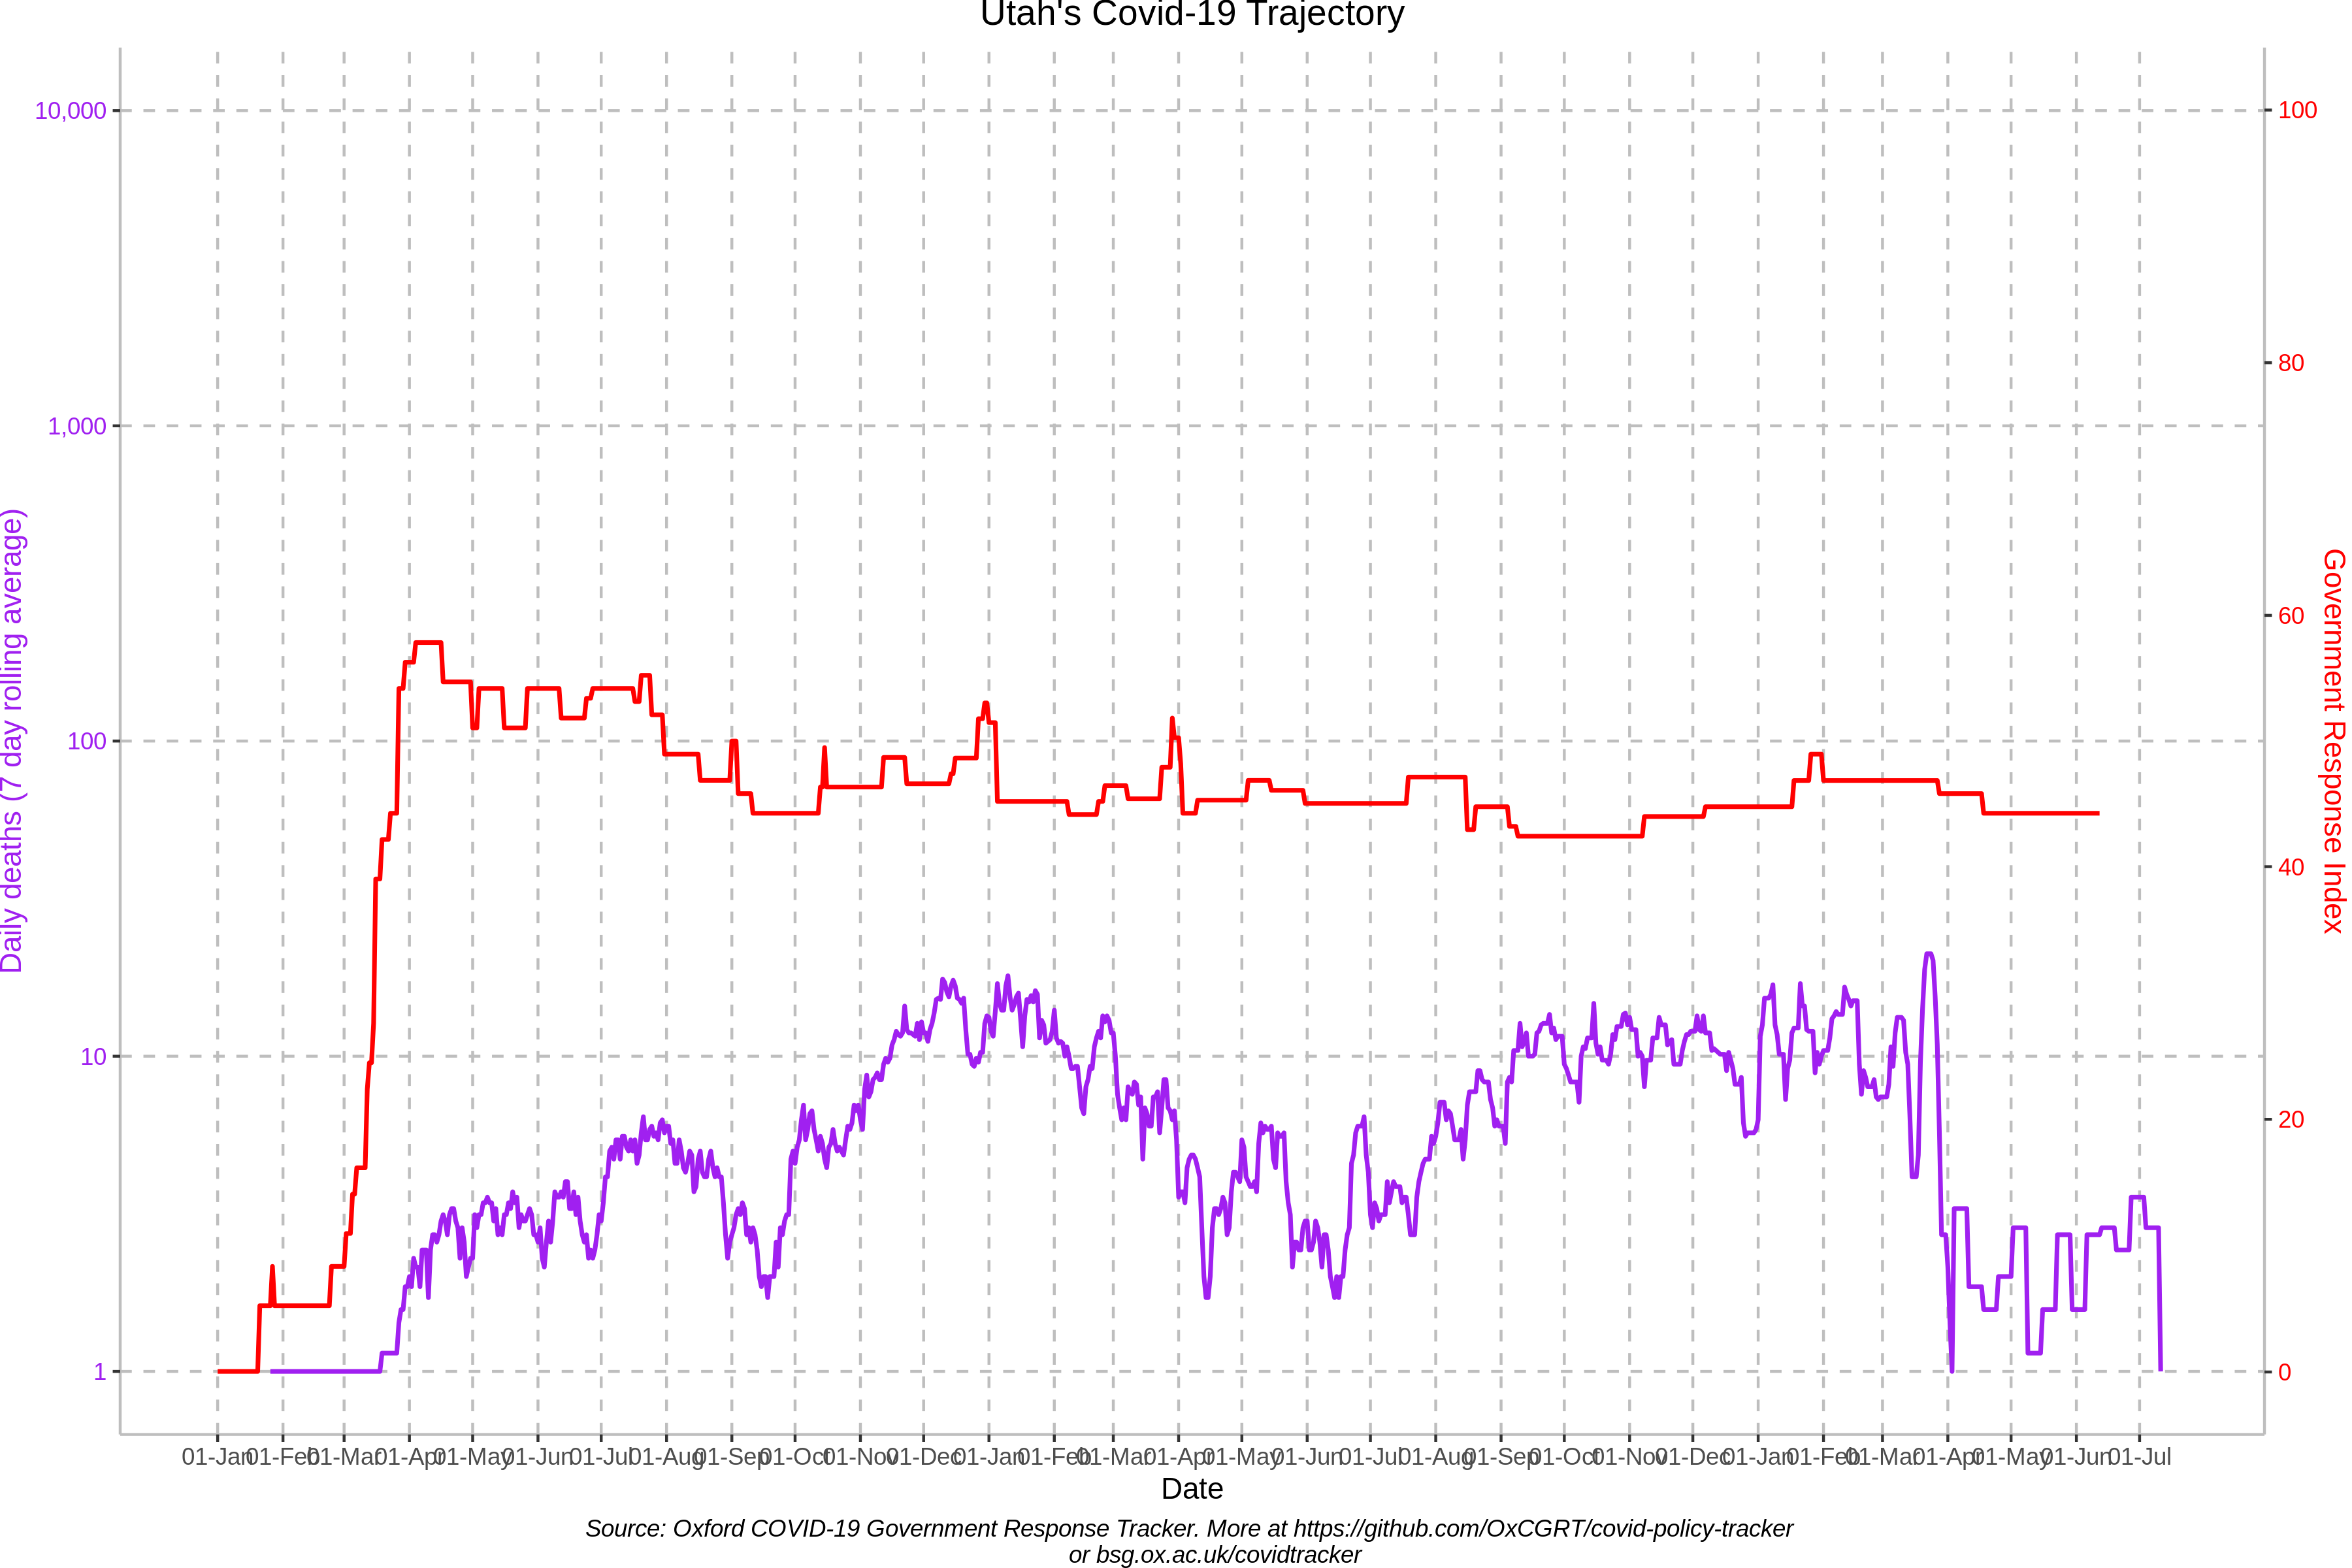 Utah's Covid-19 Trajectory
10,000
1,000
100
10
1
Daily deaths (7 day rolling average)
100
80
60
40
20
0
Government Response Index
01-Jan 01-Feb 01-Mar 01-Apr 01-May 01-Jun 01-Jul 01-Aug 01-Sep 01-Oct 01-Nov 01-Dec 01-Jan 01-Feb 01-Mar 01-Apr 01-May 01-Jun 01-Jul 01-Aug 01-Sep 01-Oct 01-Nov 01-Dec 01-Jan 01-Feb 01-Mar 01-Apr 01-May 01-Jun 01-Jul
Date
Source: Oxford COVID-19 Government Response Tracker. More at https://github.com/OxCGRT/covid-policy-tracker
or bsg.ox.ac.uk/covidtracker